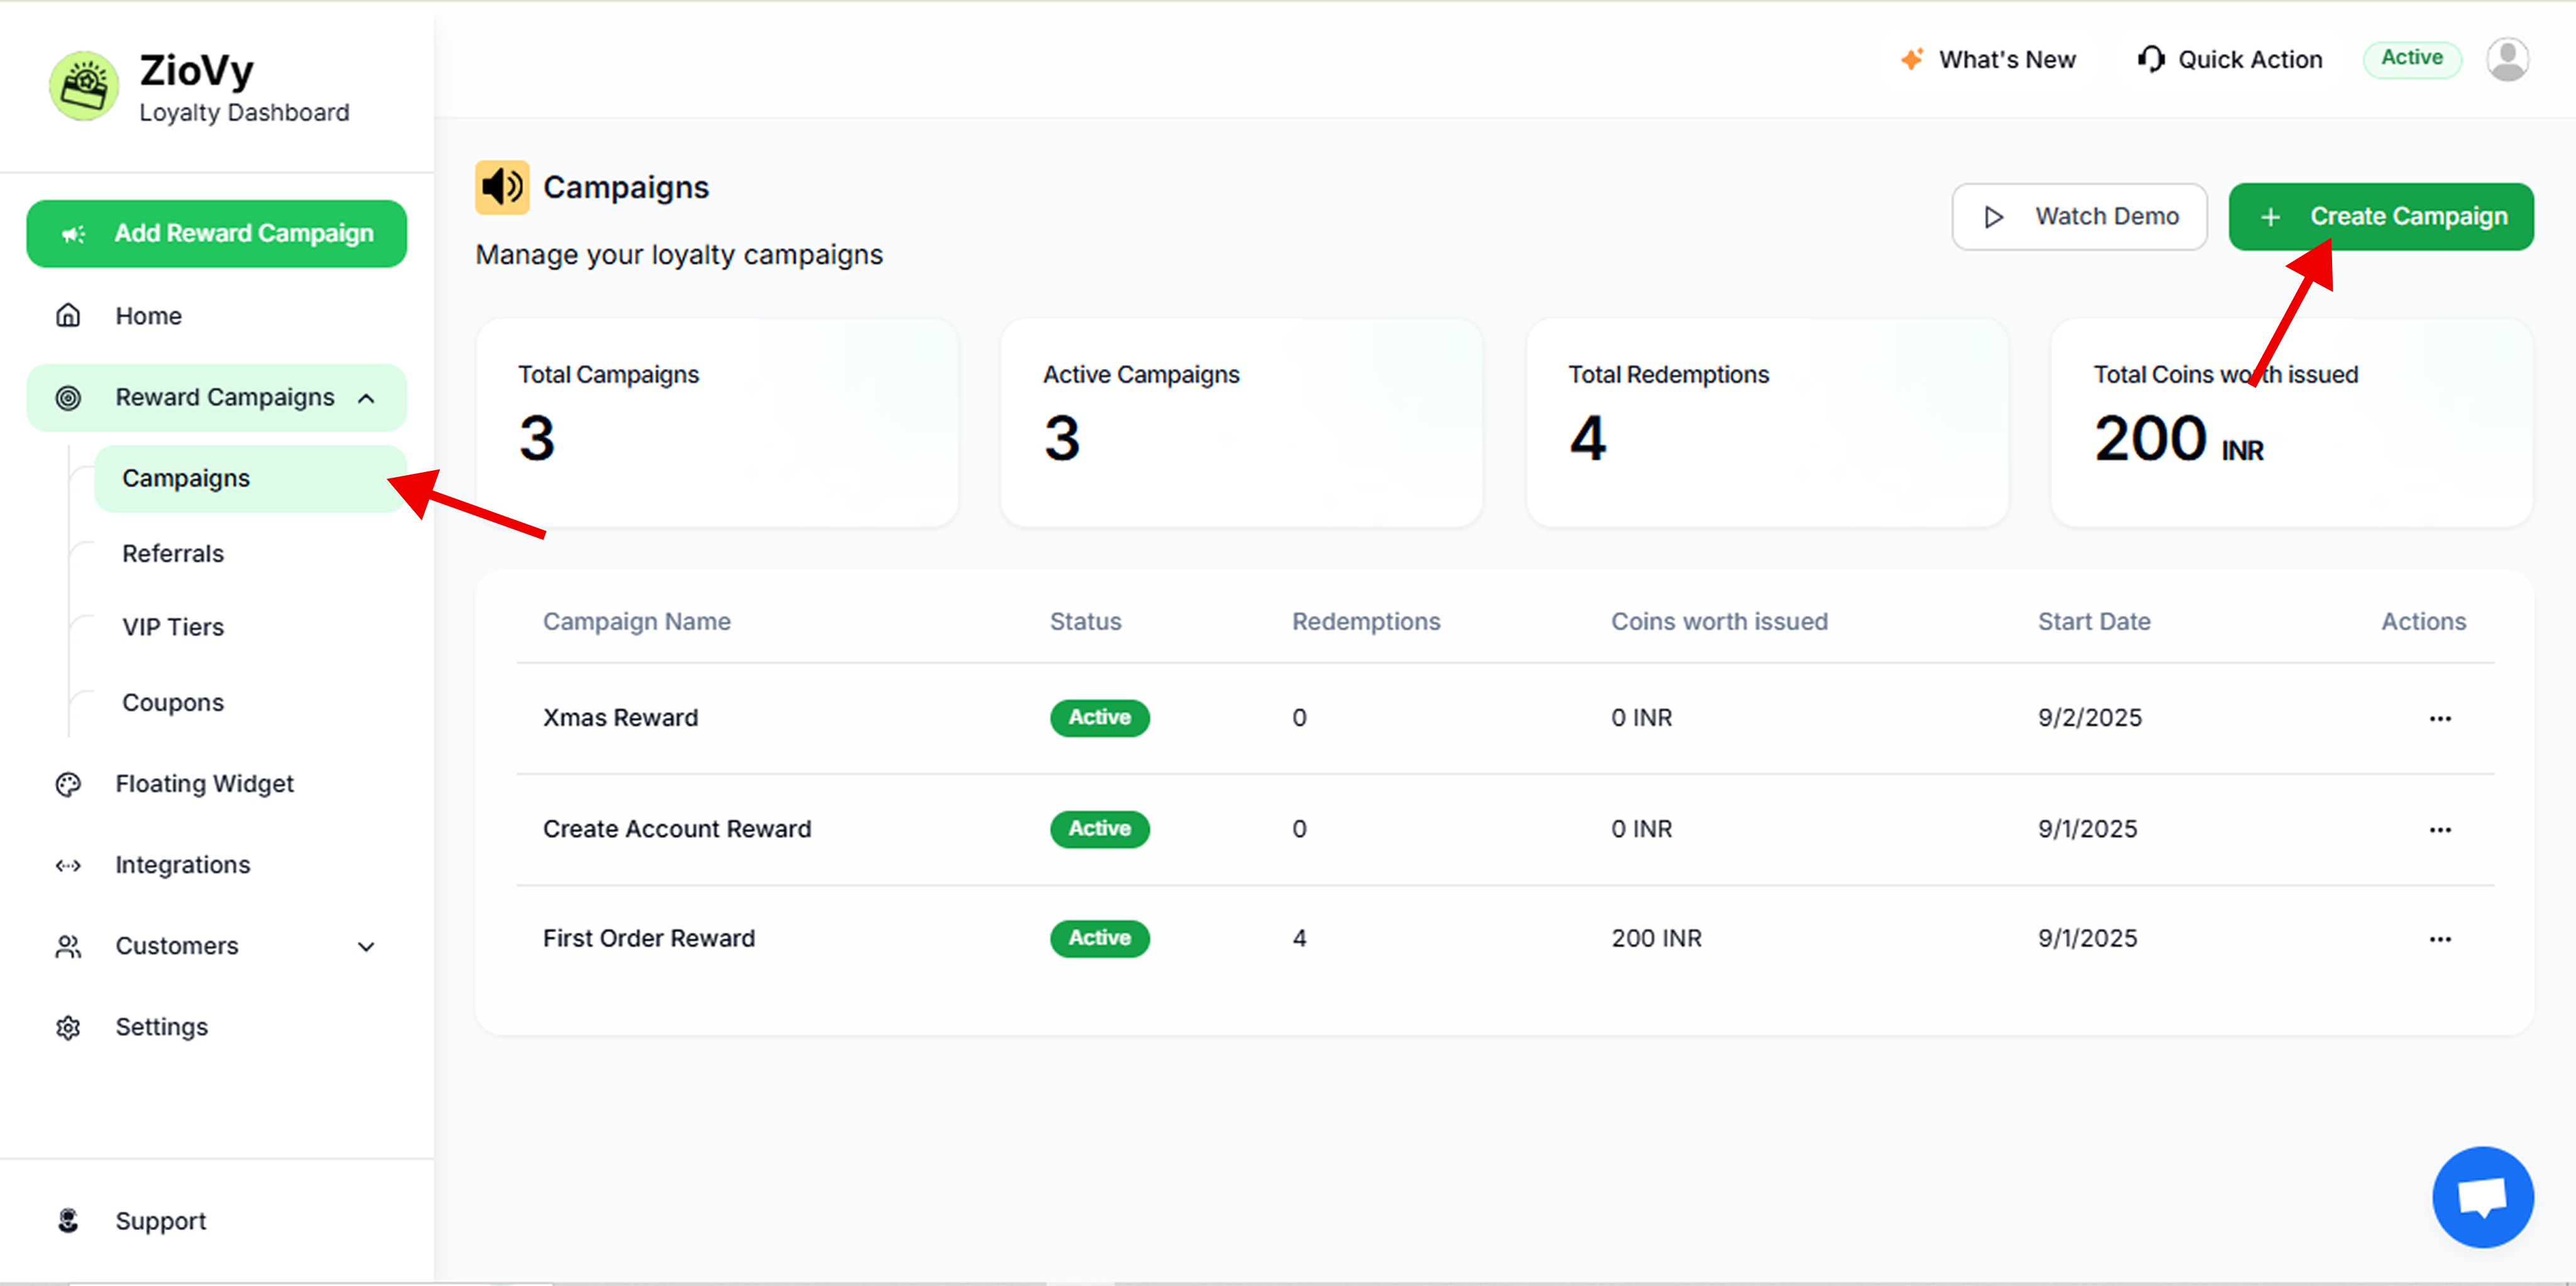 ZioVy
Loyalty Dashboard
Add Reward Campaign
Home
Reward Campaigns
Campaigns
Referrals
VIP Tiers
Coupons
Floating Widget
Integrations
Customers
Settings
Support
What's New
Quick Action
Active
Campaigns
Manage your loyalty campaigns
Watch Demo
+ Create Campaign
Total Campaigns
3
Active Campaigns
3
Total Redemptions
4
Total Coins worth issued
200 INR
Campaign Name Status Redemptions Coins worth issued Start Date Actions
Xmas Reward Active 0 0 INR 9/2/2025 ...
Create Account Reward Active 0 0 INR 9/1/2025 ...
First Order Reward Active 4 200 INR 9/1/2025 ...